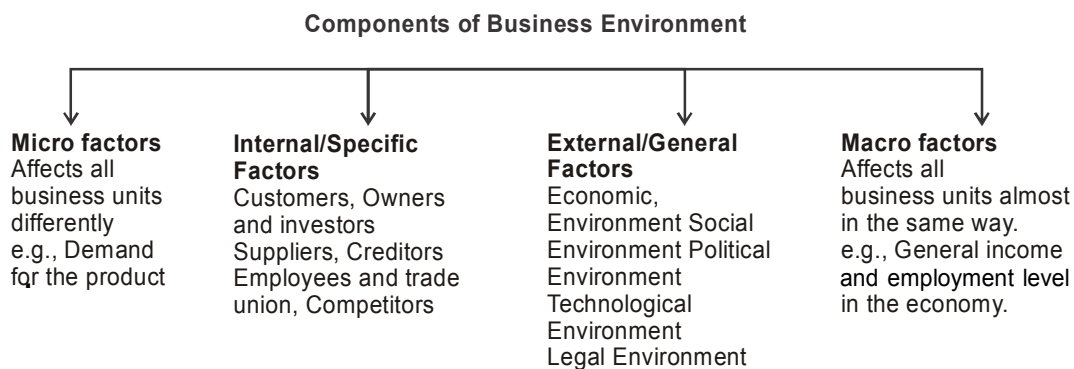 Components of Business Environment
Micro factors
Affects all
business units
differently
e.g., Demand
for the product
Internal/Specific
Factors
Customers, Owners
and investors
Suppliers, Creditors
Employees and trade
union, Competitors
External/General
Factors
Economic,
Environment Social
Environment Political
Environment
Technological
Environment
Legal Environment
Macro factors
Affects all
business units almost
in the same way.
e.g., General income
and employment level
in the economy.